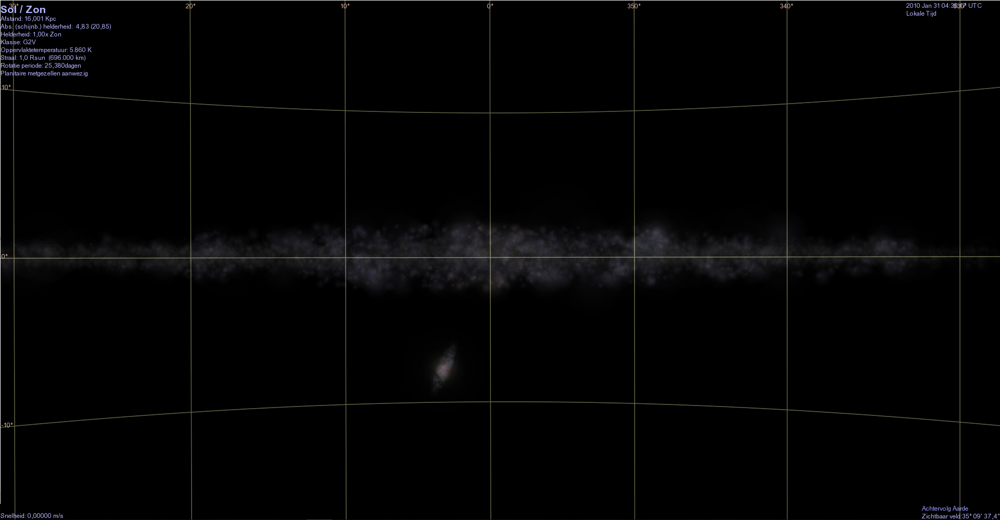 30° 20° 10° 0° 350° 340° 330°
Sol / Zon
Afstand: 16,001 Kpc
Abs. (schijnb.) helderheid: 4,83 (20,85)
Helderheid: 1,00x Zon
Klasse: G2V
Oppervlaktetemperatuur: 5.860 K
Straal: 1,0 Rsun (696.000 km)
Rotatie periode: 25,380dagen
Planitaire metgezellen aanwezig
2010 Jan 31 UTC
Lokale Tijd
10°
0°
-10°
Snelheid: 0,00000 m/s
Achtervolg Aarde
Zichtbaar veld:35° 09' 37,4"